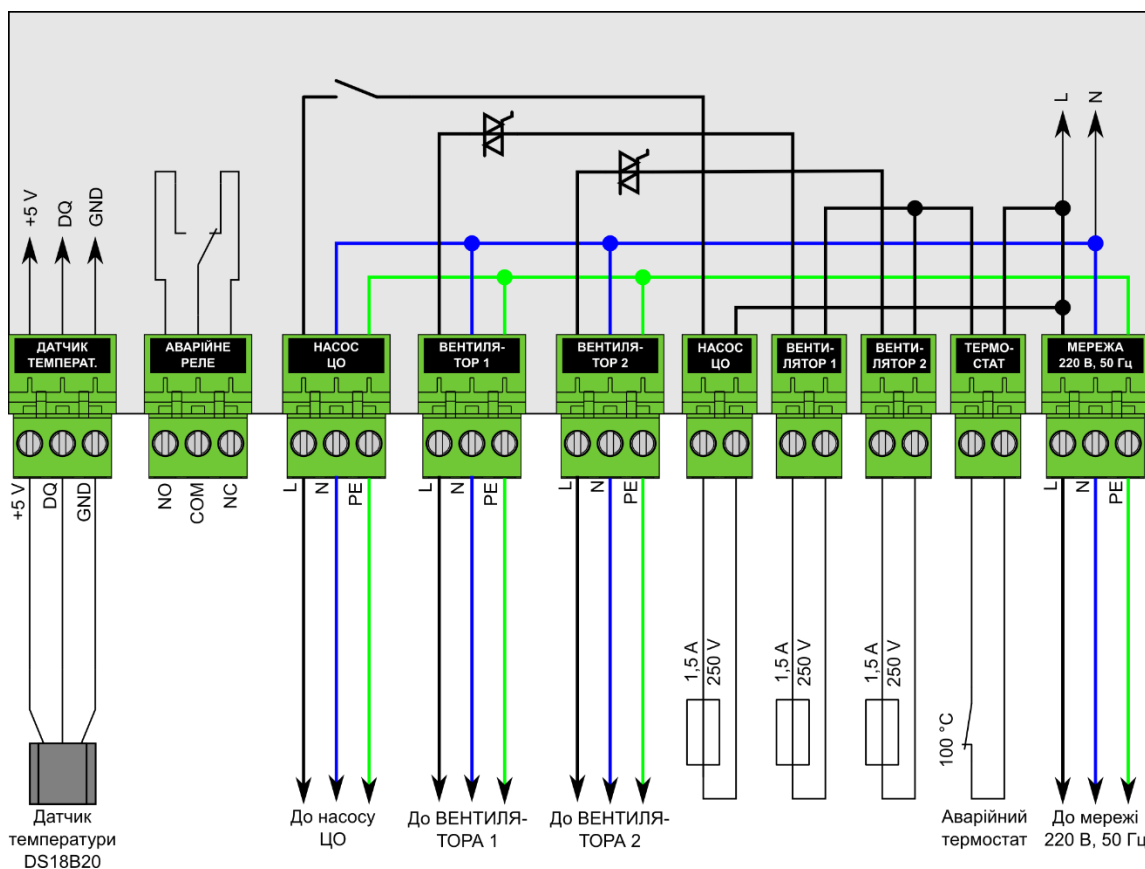 L
N
+5 V
DQ
GND
ДАТЧИК
ТЕМПЕРАТ.
АВАРІЙНЕ
РЕЛЕ
НАСОС
ЦО
ВЕНТИЛЯ-
ТОР 1
ВЕНТИЛЯ-
ТОР 2
НАСОС
ЦО
ВЕНТИ-
ЛЯТОР 1
ВЕНТИ-
ЛЯТОР 2
ТЕРМО-
СТАТ
МЕРЕЖА
220 В, 50 Гц
+5 V
DQ
GND
NO
COM
NC
L
N
PE
L
N
PE
L
N
PE
L
N
PE
1,5 A
250 V
1,5 A
250 V
1,5 A
250 V
100 °C
Датчик
температури
DS18B20
До насосу
ЦО
До ВЕНТИЛЯ-
ТОРА 1
До ВЕНТИЛЯ-
ТОРА 2
Аварійний
термостат
До мережі
220 В, 50 Гц